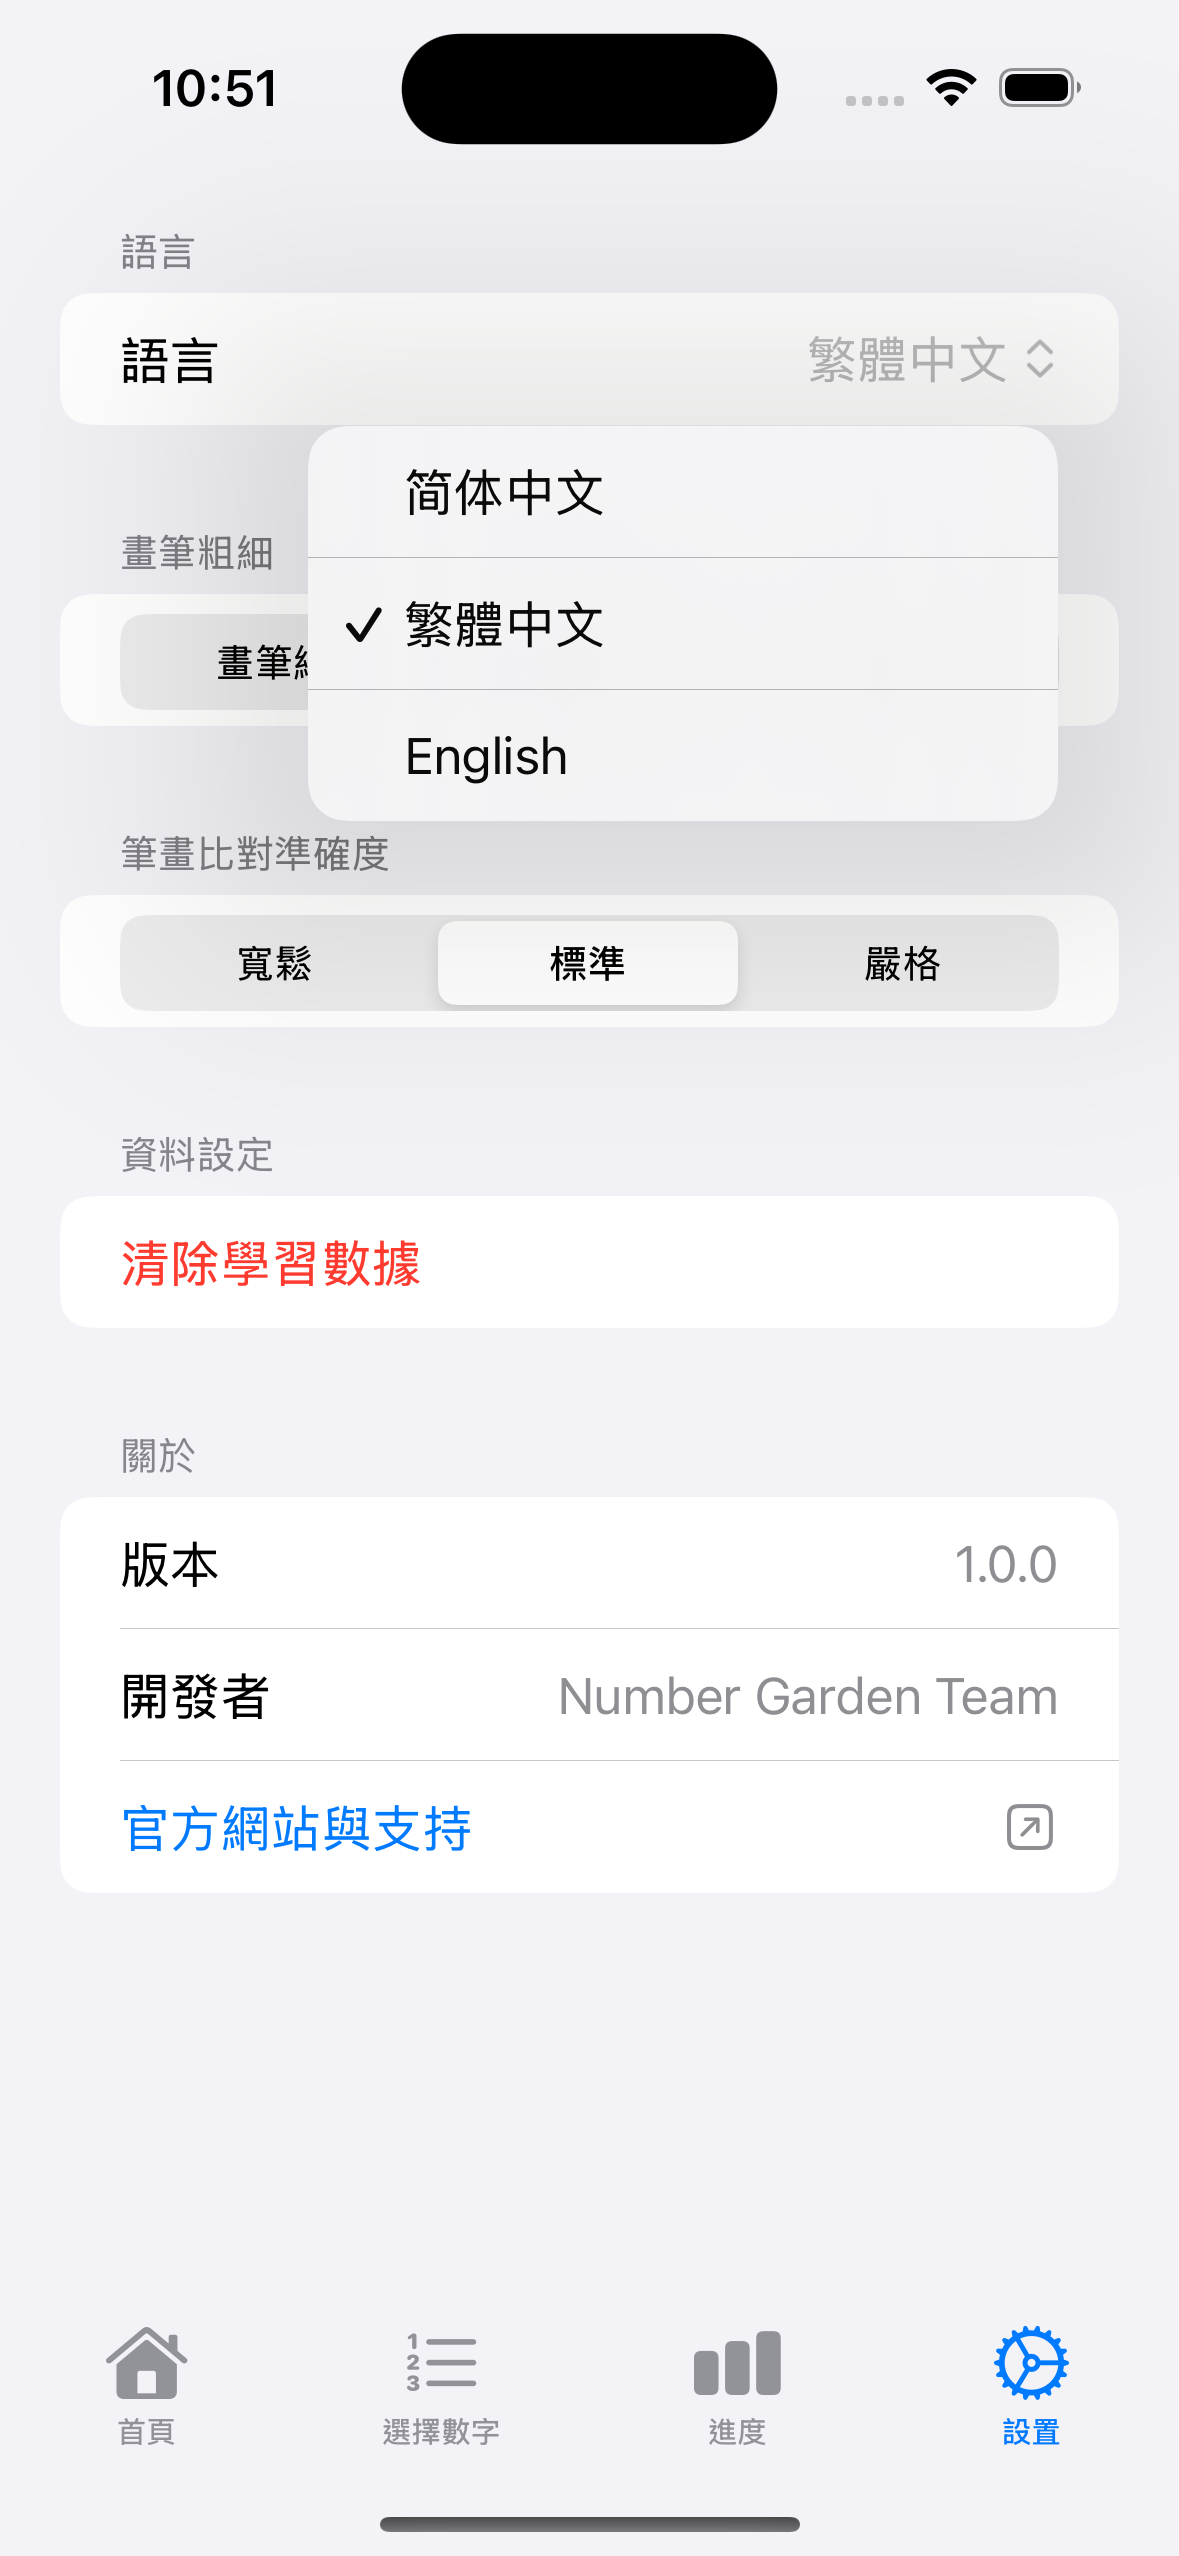 10:51
語言
語言 繁體中文
简体中文
畫筆粗細
繁體中文
畫筆
English
筆畫比對準確度
寬鬆 標準 嚴格
資料設定
清除學習數據
關於
版本 1.0.0
開發者 Number Garden Team
官方網站與支持
1
2
3
首頁 選擇數字 進度 設置